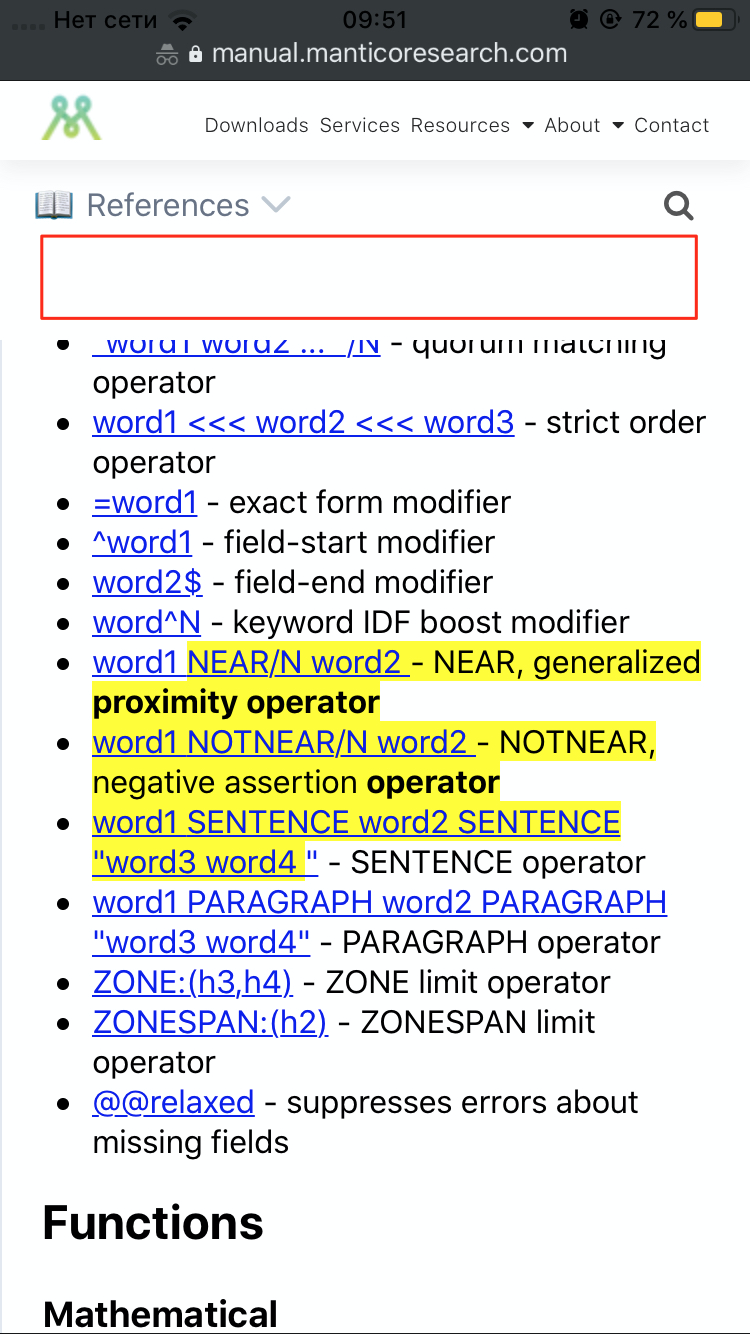 Нет сети 09:51 72 %
manual.manticoresearch.com
Downloads Services Resources About Contact
References
"word1 word2 ... "/N - quorum matching
operator
word1 <<< word2 <<< word3 - strict order
operator
=word1 - exact form modifier
^word1 - field-start modifier
word2$ - field-end modifier
word^N - keyword IDF boost modifier
word1 NEAR/N word2 - NEAR, generalized
proximity operator
word1 NOTNEAR/N word2 - NOTNEAR,
negative assertion operator
word1 SENTENCE word2 SENTENCE
"word3 word4 " - SENTENCE operator
word1 PARAGRAPH word2 PARAGRAPH
"word3 word4" - PARAGRAPH operator
ZONE:(h3,h4) - ZONE limit operator
ZONESPAN:(h2) - ZONESPAN limit
operator
@@relaxed - suppresses errors about
missing fields
Functions
Mathematical